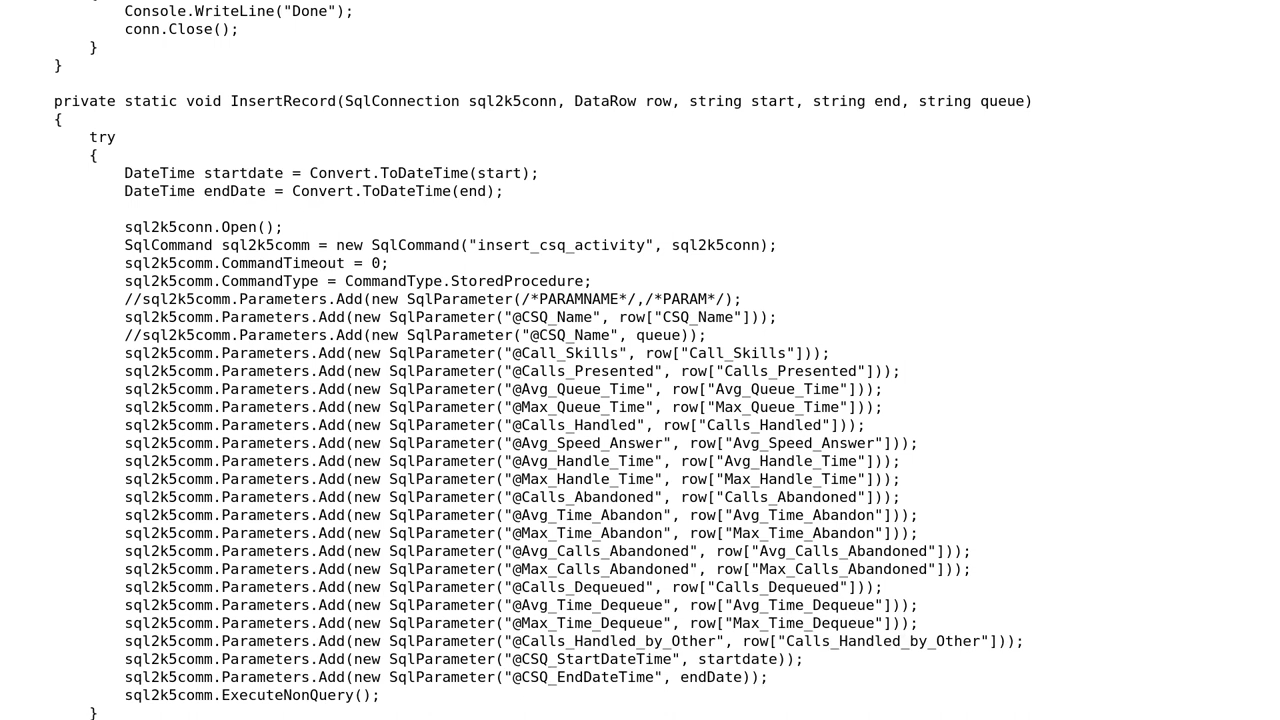 Console.WriteLine("Done");
conn.Close();
}
}
private static void InsertRecord(SqlConnection sql2k5conn, DataRow row, string start, string end, string queue)
{
try
{
DateTime startdate = Convert.ToDateTime(start);
DateTime endDate = Convert.ToDateTime(end);
sql2k5conn.Open();
SqlCommand sql2k5comm = new SqlCommand("insert_csq_activity", sql2k5conn);
sql2k5comm.CommandTimeout = 0;
sql2k5comm.CommandType = CommandType.StoredProcedure;
//sql2k5comm.Parameters.Add(new SqlParameter(/*PARAMNAME*/,/*PARAM*/);
sql2k5comm.Parameters.Add(new SqlParameter("@CSQ_Name", row["CSQ_Name"]));
//sql2k5comm.Parameters.Add(new SqlParameter("@CSQ_Name", queue));
sql2k5comm.Parameters.Add(new SqlParameter("@Call_Skills", row["Call_Skills"]));
sql2k5comm.Parameters.Add(new SqlParameter("@Calls_Presented", row["Calls_Presented"]));
sql2k5comm.Parameters.Add(new SqlParameter("@Avg_Queue_Time", row["Avg_Queue_Time"]));
sql2k5comm.Parameters.Add(new SqlParameter("@Max_Queue_Time", row["Max_Queue_Time"]));
sql2k5comm.Parameters.Add(new SqlParameter("@Calls_Handled", row["Calls_Handled"]));
sql2k5comm.Parameters.Add(new SqlParameter("@Avg_Speed_Answer", row["Avg_Speed_Answer"]));
sql2k5comm.Parameters.Add(new SqlParameter("@Avg_Handle_Time", row["Avg_Handle_Time"]));
sql2k5comm.Parameters.Add(new SqlParameter("@Max_Handle_Time", row["Max_Handle_Time"]));
sql2k5comm.Parameters.Add(new SqlParameter("@Calls_Abandoned", row["Calls_Abandoned"]));
sql2k5comm.Parameters.Add(new SqlParameter("@Avg_Time_Abandon", row["Avg_Time_Abandon"]));
sql2k5comm.Parameters.Add(new SqlParameter("@Max_Time_Abandon", row["Max_Time_Abandon"]));
sql2k5comm.Parameters.Add(new SqlParameter("@Avg_Calls_Abandoned", row["Avg_Calls_Abandoned"]));
sql2k5comm.Parameters.Add(new SqlParameter("@Max_Calls_Abandoned", row["Max_Calls_Abandoned"]));
sql2k5comm.Parameters.Add(new SqlParameter("@Calls_Dequeued", row["Calls_Dequeued"]));
sql2k5comm.Parameters.Add(new SqlParameter("@Avg_Time_Dequeue", row["Avg_Time_Dequeue"]));
sql2k5comm.Parameters.Add(new SqlParameter("@Max_Time_Dequeue", row["Max_Time_Dequeue"]));
sql2k5comm.Parameters.Add(new SqlParameter("@Calls_Handled_by_Other", row["Calls_Handled_by_Other"]));
sql2k5comm.Parameters.Add(new SqlParameter("@CSQ_StartDateTime", startdate));
sql2k5comm.Parameters.Add(new SqlParameter("@CSQ_EndDateTime", endDate));
sql2k5comm.ExecuteNonQuery();
}